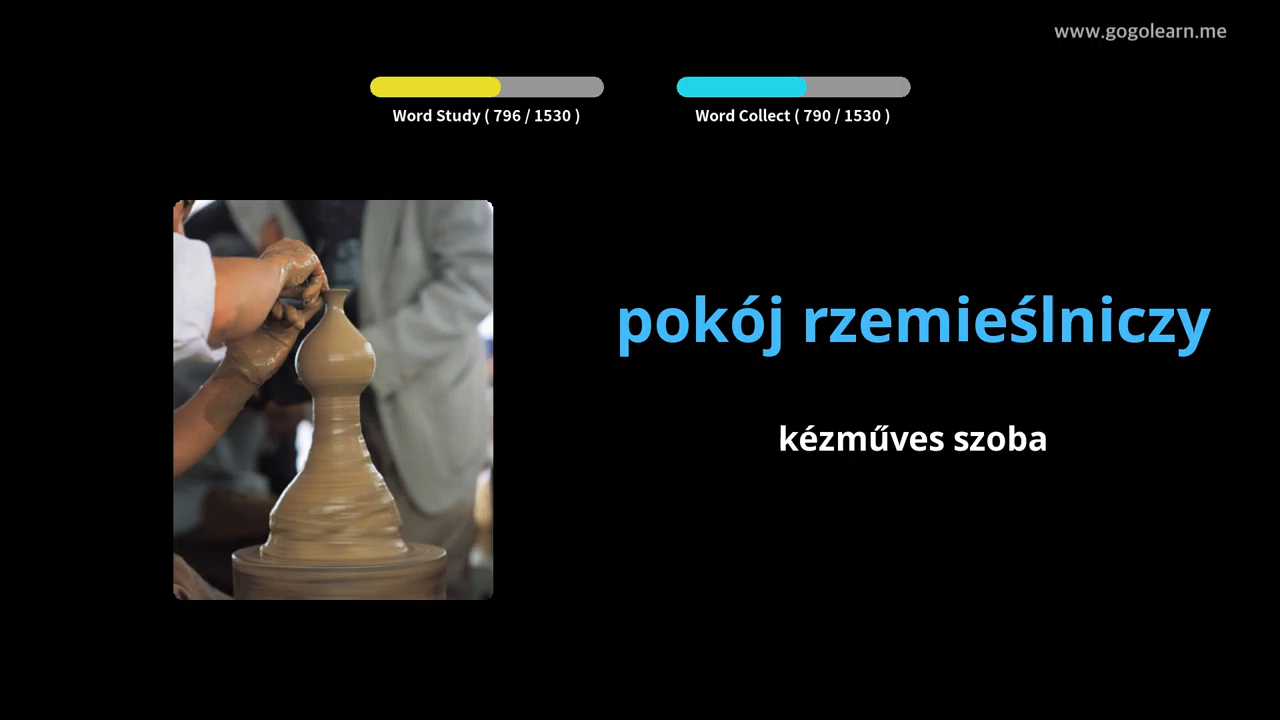 www.gogolearn.me
Word Study ( 796 / 1530 )
Word Collect ( 790 / 1530 )
pokój rzemieślniczy
kézműves szoba